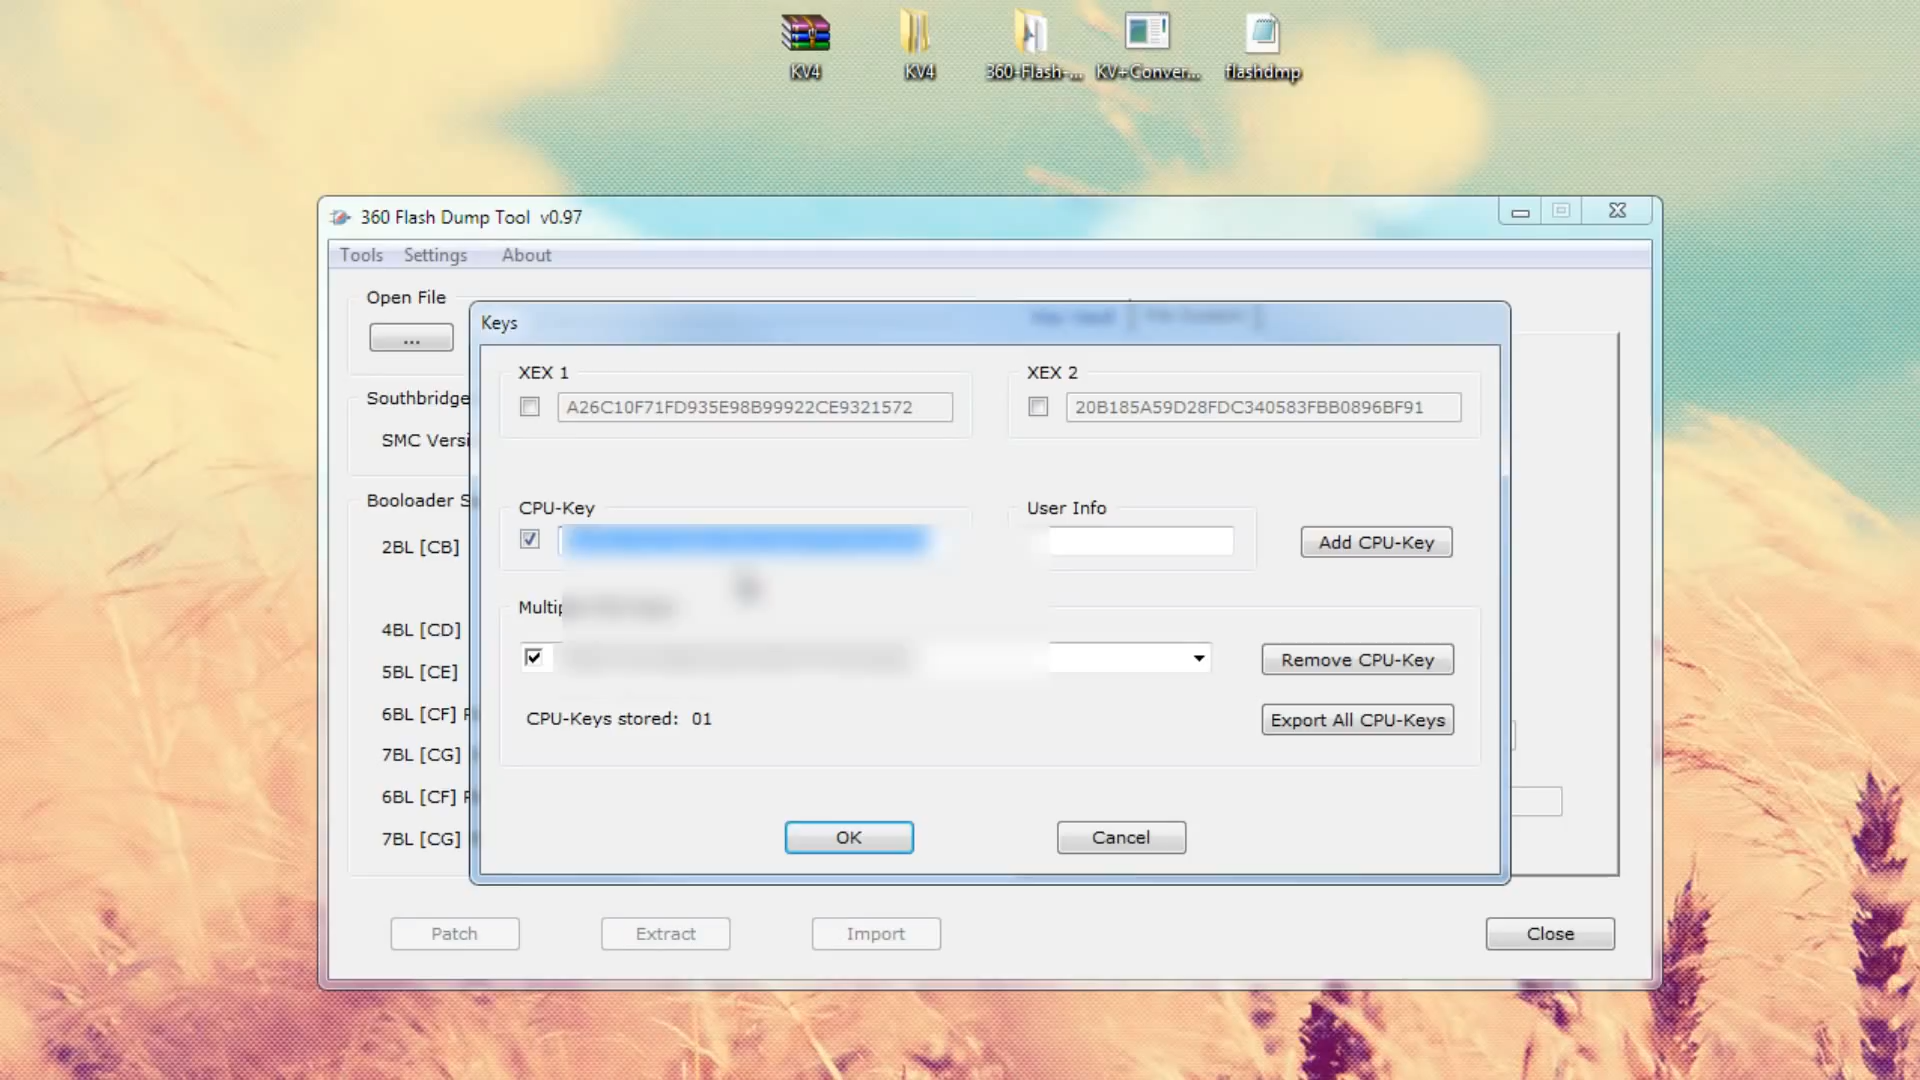 KV4
KV4
360-Flash-...
KV+Conver...
flashdmp
360 Flash Dump Tool v0.97
Tools Settings About
Open File
...
Keys
XEX 1
XEX 2
A26C10F71FD935E98B99922CE9321572
20B185A59D28FDC340583FBB0896BF91
Southbridge
SMC Versi
CPU-Key
User Info
Add CPU-Key
Booloader S
2BL [CB]
Multip
4BL [CD]
5BL [CE]
6BL [CF]
7BL [CG]
6BL [CF]
7BL [CG]
Remove CPU-Key
CPU-Keys stored: 01
Export All CPU-Keys
OK
Cancel
Patch
Extract
Import
Close